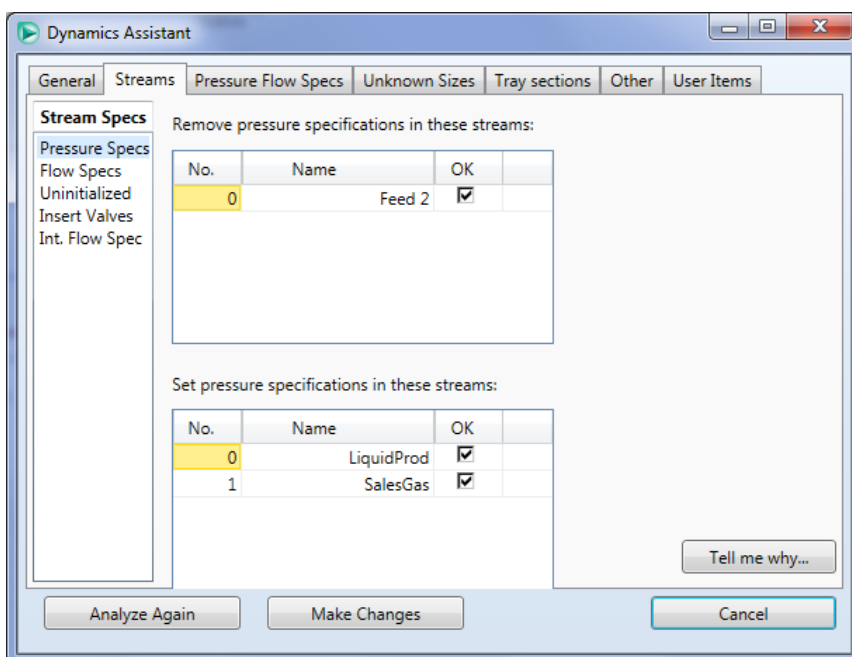 Dynamics Assistant
General Streams Pressure Flow Specs Unknown Sizes Tray sections Other User Items
Stream Specs
Pressure Specs
Flow Specs
Uninitialized
Insert Valves
Int. Flow Spec
Remove pressure specifications in these streams:
No. Name OK
0 Feed 2
Set pressure specifications in these streams:
No. Name OK
0 LiquidProd
1 SalesGas
Tell me why...
Analyze Again Make Changes Cancel